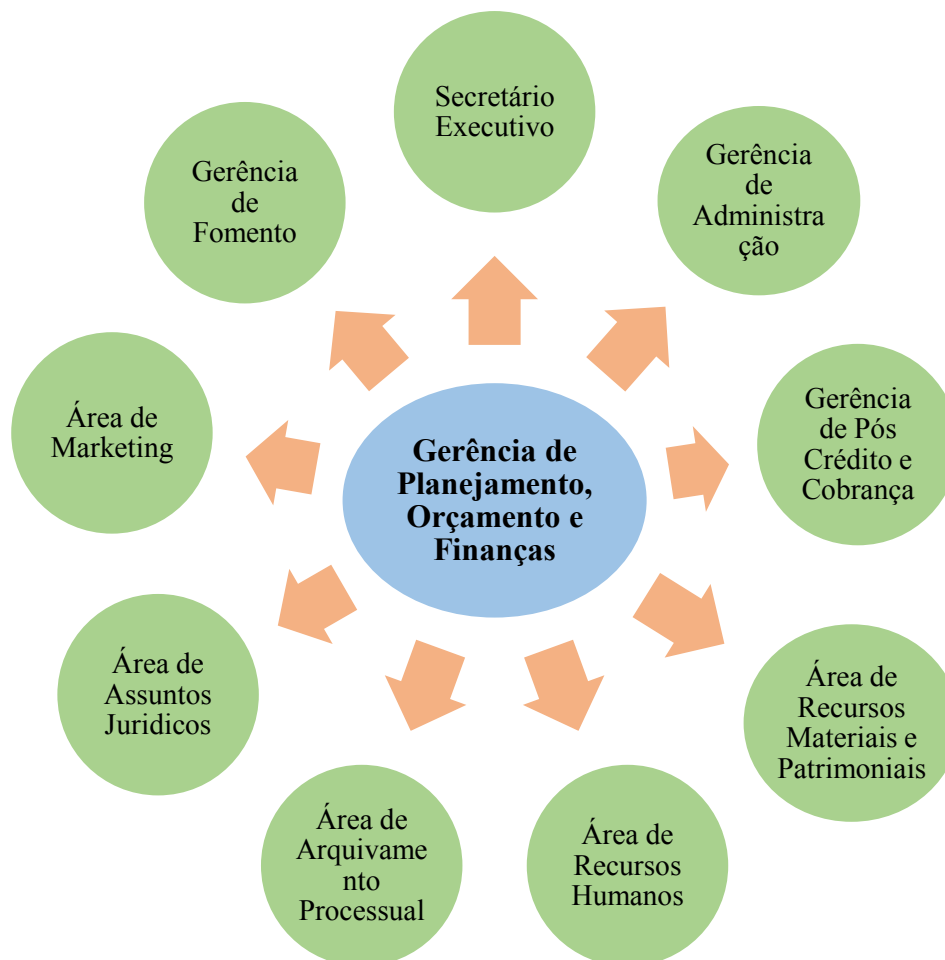 Secretário
Executivo
Gerência
de
Administra
ção
Gerência
de Pós
Crédito e
Cobrança
Área de
Recursos
Materiais e
Patrimoniais
Área de
Recursos
Humanos
Área de
Arquivame
nto
Processual
Área de
Assuntos
Juridicos
Área de
Marketing
Gerência
de
Fomento
Gerência de
Planejamento,
Orçamento e
Finanças